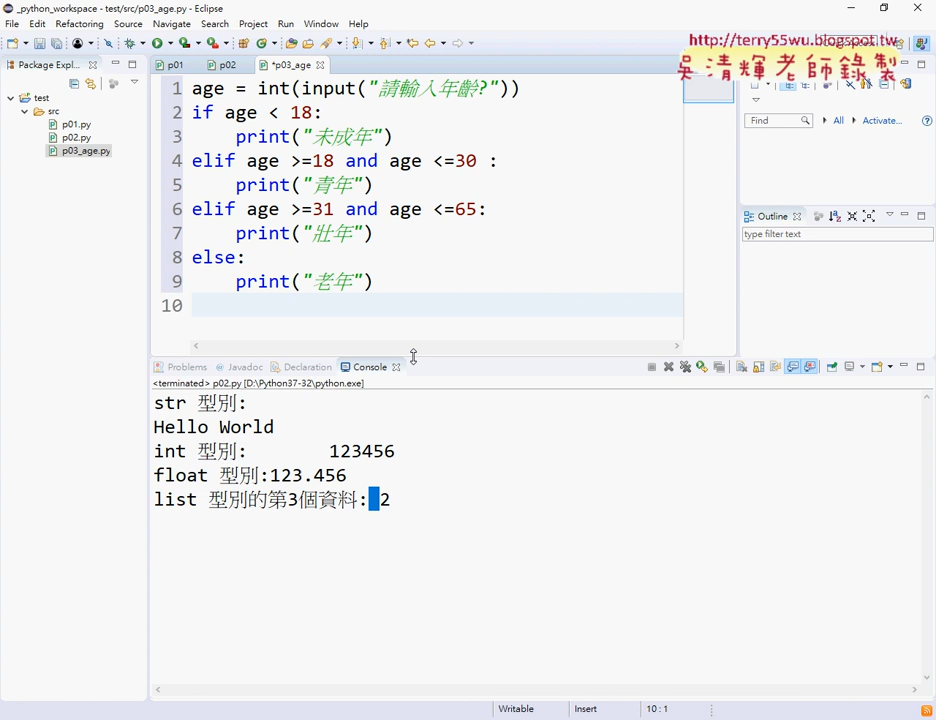 _python_workspace - test/src/p03_age.py - Eclipse
File Edit Refactoring Source Navigate Search Project Run Window Help
http://terry55wu.blogspot.tw
吳清輝老師錄製
Package Expl...
p01 p02 *p03_age.py
test
src
p01.py
p02.py
p03_age.py
1 age = int(input("請輸入年齡?"))
2 if age < 18:
3 print("未成年")
4 elif age >=18 and age <=30 :
5 print("青年")
6 elif age >=31 and age <=65:
7 print("壯年")
8 else:
9 print("老年")
10
Find All Activate...
Outline
type filter text
Problems Javadoc Declaration Console
<terminated> p02.py [D:\Python37-32\python.exe]
str 型別:
Hello World
int 型別: 123456
float 型別:123.456
list 型別的第3個資料: 2
Writable Insert 10 : 1